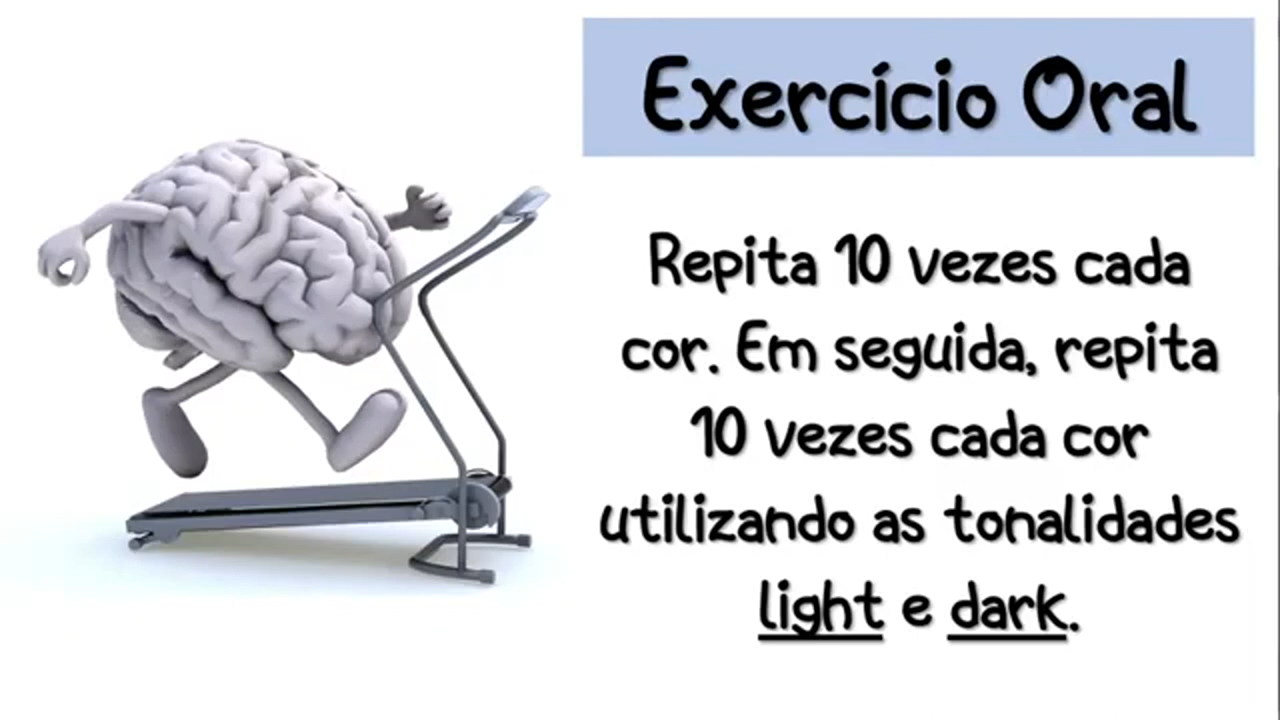 Exercício Oral
Repita 10 vezes cada
cor. Em seguida, repita
10 vezes cada cor
utilizando as tonalidades
light e dark.